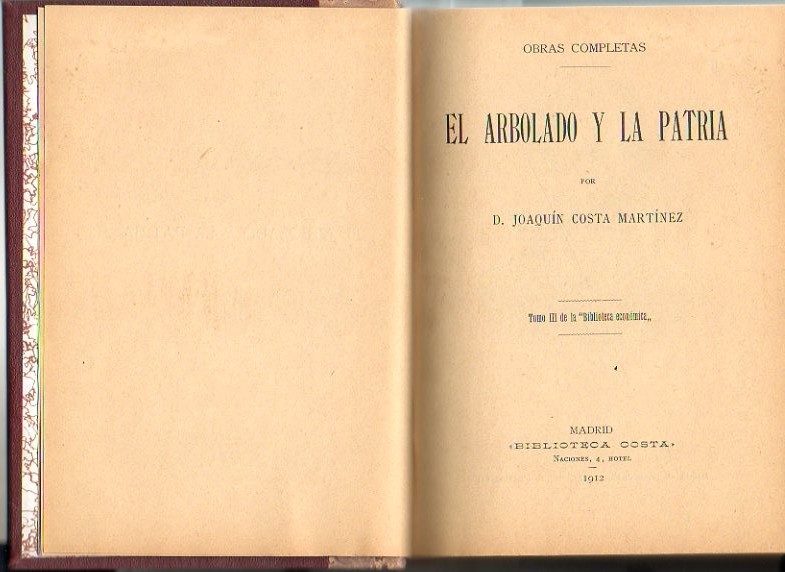 OBRAS COMPLETAS
EL ARBOLADO Y LA PATRIA
POR
D. JOAQUÍN COSTA MARTÍNEZ
Tomo III de la "Biblioteca económica„
MADRID
«BIBLIOTECA COSTA»
NACIONES, 4, HOTEL
1912